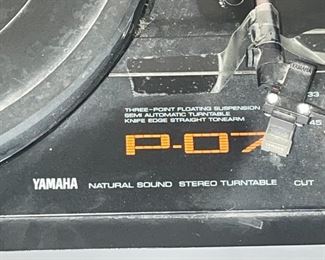 YAMAHA
33
THREE-POINT FLOATING SUSPENSION
SEMI AUTOMATIC TURNTABLE
KNIFE EDGE STRAIGHT TONEARM
45
P-07
YAMAHA NATURAL SOUND STEREO TURNTABLE CUT